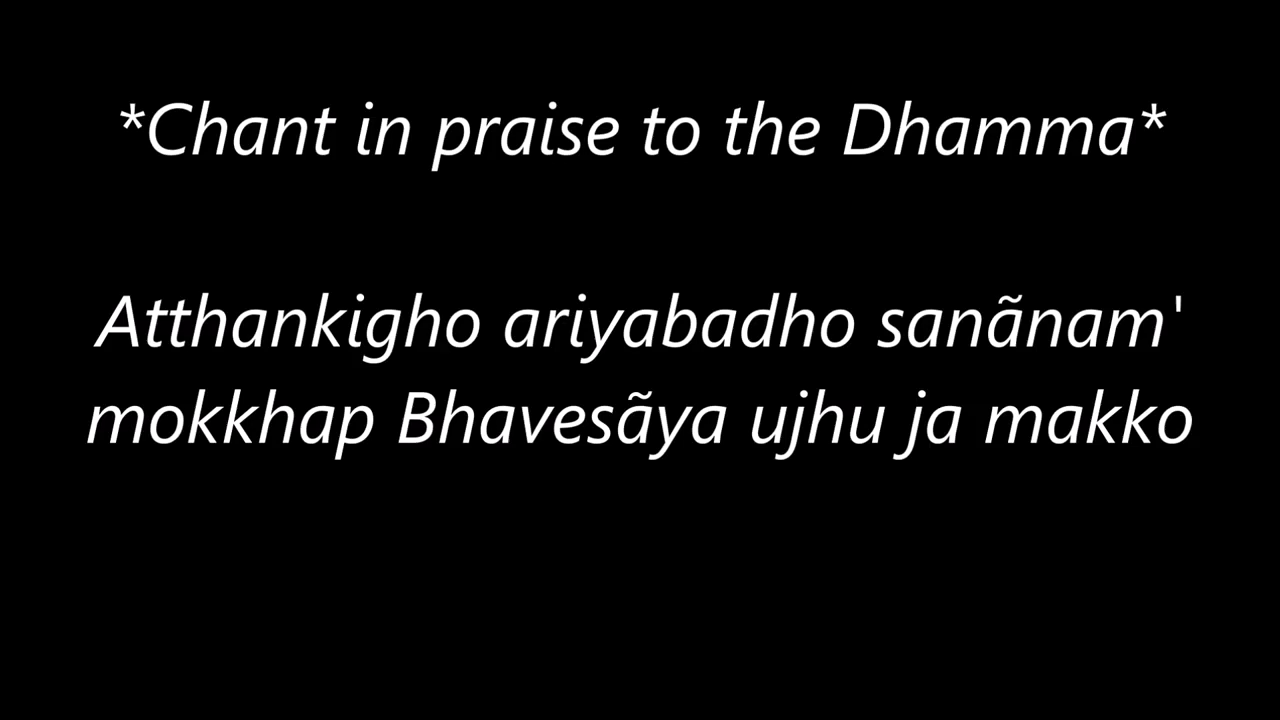 *Chant in praise to the Dhamma*
Atthankigho ariyabadho sanãnam'
mokkhap Bhavesãya ujhu ja makko